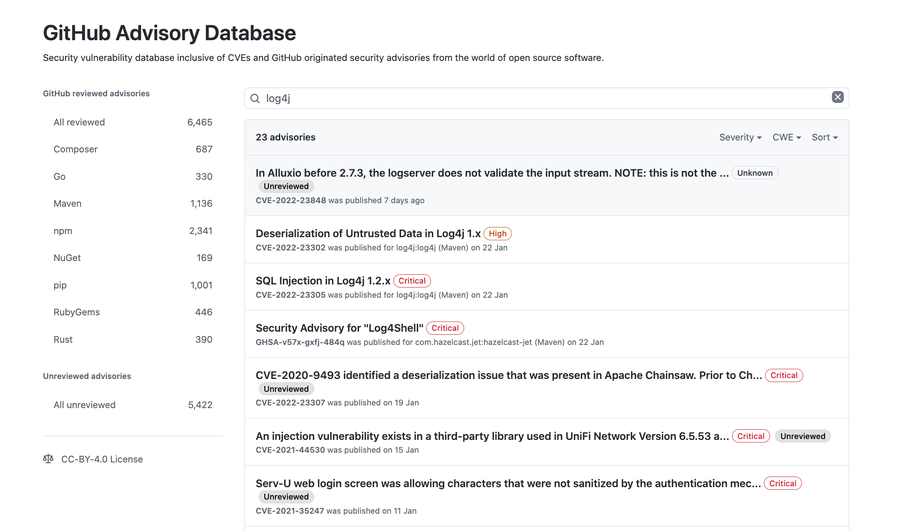 GitHub Advisory Database
Security vulnerability database inclusive of CVEs and GitHub originated security advisories from the world of open source software.
GitHub reviewed advisories
All reviewed 6,465
Composer 687
Go 330
Maven 1,136
npm 2,341
NuGet 169
pip 1,001
RubyGems 446
Rust 390
Unreviewed advisories
All unreviewed 5,422
CC-BY-4.0 License
log4j
23 advisories Severity CWE Sort
In Alluxio before 2.7.3, the logserver does not validate the input stream. NOTE: this is not the ... Unknown
Unreviewed
CVE-2022-23848 was published 7 days ago
Deserialization of Untrusted Data in Log4j 1.x High
CVE-2022-23302 was published for log4j:log4j (Maven) on 22 Jan
SQL Injection in Log4j 1.2.x Critical
CVE-2022-23305 was published for log4j:log4j (Maven) on 22 Jan
Security Advisory for "Log4Shell" Critical
GHSA-v57x-gxfj-484q was published for com.hazelcast.jet:hazelcast-jet (Maven) on 22 Jan
CVE-2020-9493 identified a deserialization issue that was present in Apache Chainsaw. Prior to Ch... Critical
Unreviewed
CVE-2022-23307 was published on 19 Jan
An injection vulnerability exists in a third-party library used in UniFi Network Version 6.5.53 a... Critical Unreviewed
CVE-2021-44530 was published on 15 Jan
Serv-U web login screen was allowing characters that were not sanitized by the authentication mec... Critical
Unreviewed
CVE-2021-35247 was published on 11 Jan